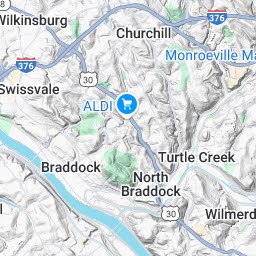 Wilkinsburg
Churchill
376
Monroeville Ma
30
376
Swissvale
ALDI
Braddock
Turtle Creek
North
Braddock
30
Wilmerd